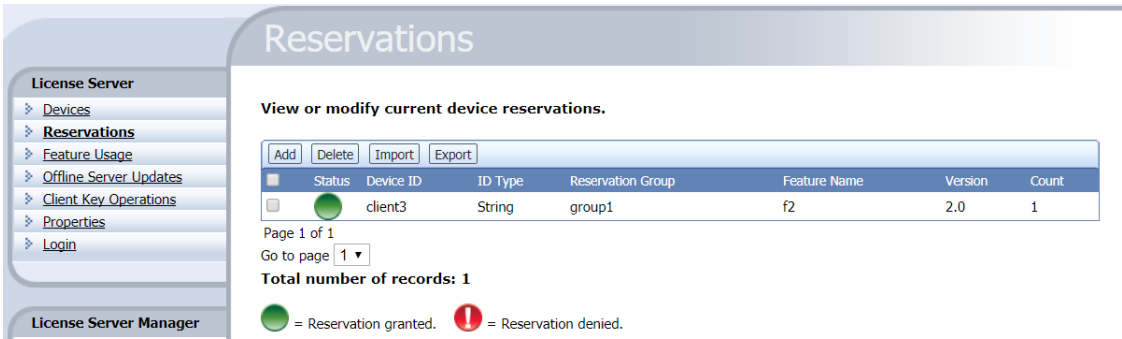 Reservations
License Server
Devices
Reservations
Feature Usage
Offline Server Updates
Client Key Operations
Properties
Login
License Server Manager
View or modify current device reservations.
Add Delete Import Export
Status Device ID ID Type Reservation Group Feature Name Version Count
client3 String group1 f2 2.0 1
Page 1 of 1
Go to page 1
Total number of records: 1
= Reservation granted. ! = Reservation denied.